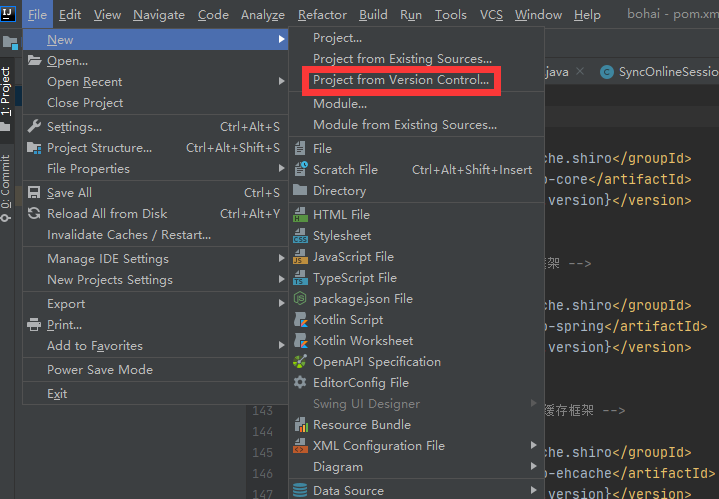 File Edit View Navigate Code Analyze Refactor Build Run Tools VCS Window Help bohai - pom.xm
New
Open...
Open Recent
Close Project
Settings... Ctrl+Alt+S
Project Structure... Ctrl+Alt+Shift+S
File Properties
Save All Ctrl+S
Reload All from Disk Ctrl+Alt+Y
Invalidate Caches / Restart...
Manage IDE Settings
New Projects Settings
Export
Print...
Add to Favorites
Power Save Mode
Exit
Project...
Project from Existing Sources...
Project from Version Control...
Module...
Module from Existing Sources...
File
Scratch File Ctrl+Alt+Shift+Insert
Directory
HTML File
Stylesheet
JavaScript File
TypeScript File
package.json File
Kotlin Script
Kotlin Worksheet
OpenAPI Specification
EditorConfig File
Swing UI Designer
Resource Bundle
XML Configuration File
Diagram
Data Source
1: Project
0: Commit
.java SyncOnlineSession
che.shiro</groupId>
o-core</artifactId>
version}</version>
框架 -->
che.shiro</groupId>
o-spring</artifactId>
version}</version>
缓存框架 -->
che.shiro</groupId>
o-ehcache</artifactId>
version}</version>
143
144
145
146
147